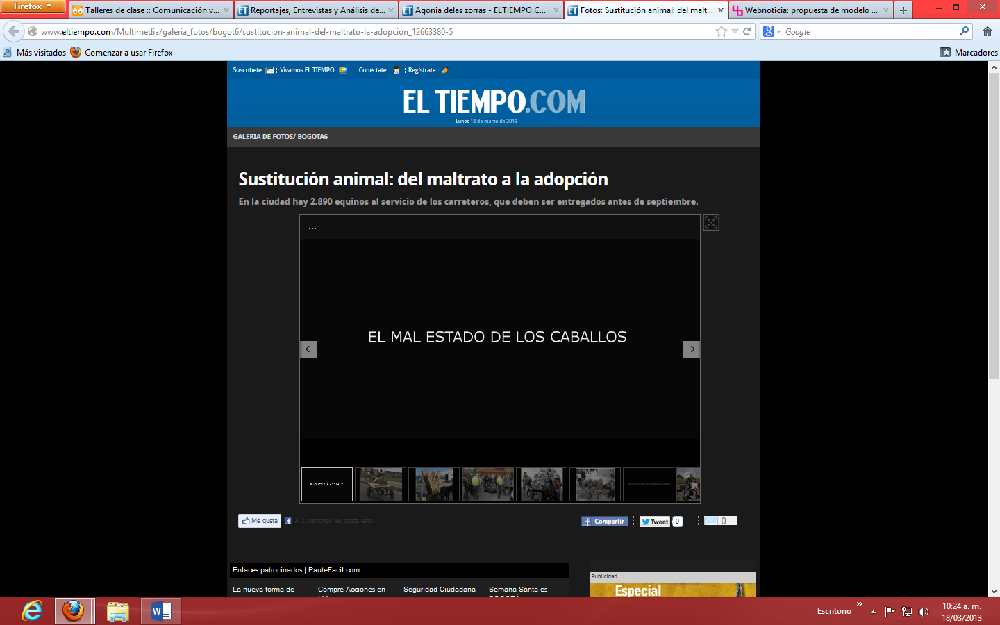 Firefox
Talleres de clase :: Comunicación v...
Reportajes, Entrevistas y Análisis de...
Agonia delas zorras - ELTIEMPO.C...
Fotos: Sustitución animal: del malt...
Webnoticia: propuesta de modelo ...
www.eltiempo.com/Multimedia/galeria_fotos/bogot6/sustitucion-animal-del-maltrato-la-adopcion_12663380-5
Google
Más visitados
Comenzar a usar Firefox
Marcadores
Suscríbete
Vivamos EL TIEMPO
Conéctate
Regístrate
EL TIEMPO.COM
Lunes 18 de marzo de 2013
GALERIA DE FOTOS/ BOGOTÁ6
Sustitución animal: del maltrato a la adopción
En la ciudad hay 2.890 equinos al servicio de los carreteros, que deben ser entregados antes de septiembre.
...
EL MAL ESTADO DE LOS CABALLOS
Me gusta
A 2 personas les gusta esto.
Compartir
Tweet
0
0
Enlaces patrocinados | PauteFacil.com
Publicidad
La nueva forma de
Compre Acciones en
NY
Seguridad Ciudadana
Semana Santa es
BOGOTÁ
Especial
Escritorio
10:24 a. m.
18/03/2013